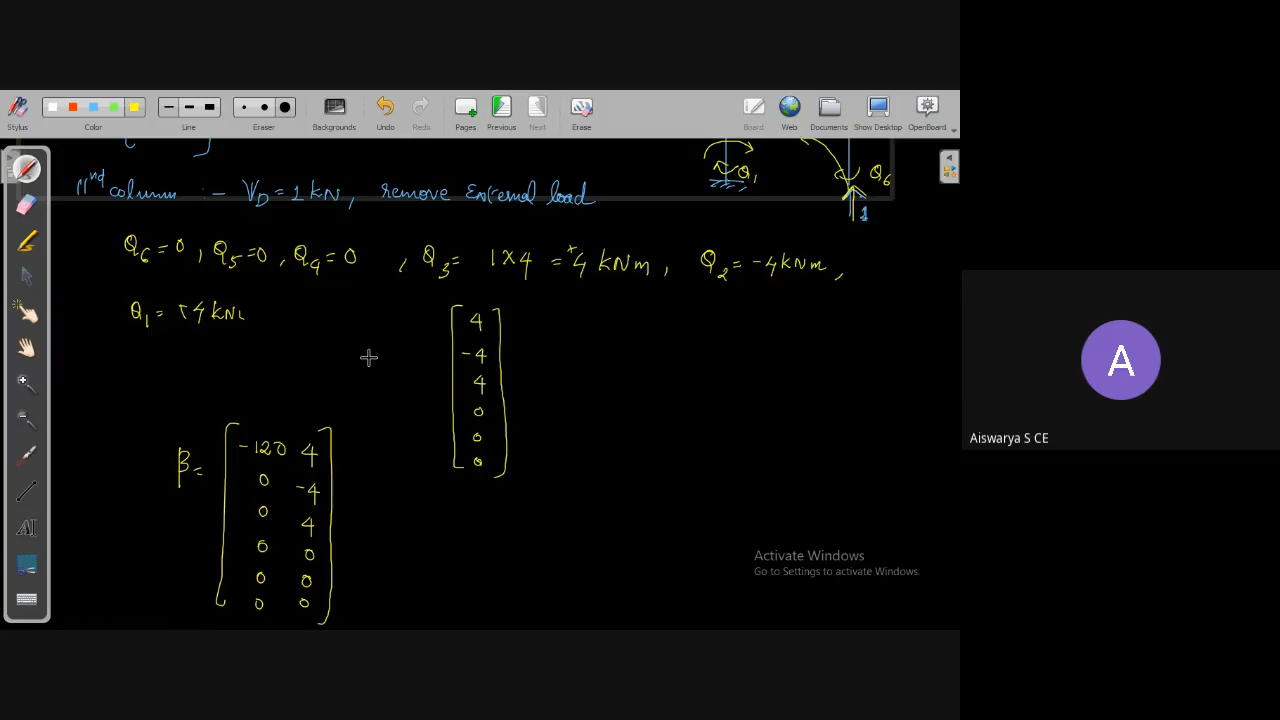 Stylus
Color
Line
Eraser
Backgrounds
Undo
Redo
Pages
Previous
Next
Erase
Board
Web
Documents
Show Desktop
OpenBoard
IInd column :- VD = 1 KN, remove External load
Q1
Q6
1
Q6 = 0, Q5 = 0, Q4 = 0, Q3 = 1 × 4 = +4 KNm, Q2 = -4 KNm,
Q1 = +4 KN
4
-4
4
0
0
0
β =
-120 4
0 -4
0 4
0 0
0 0
0 0
Aiswarya S CE
A
Activate Windows
Go to Settings to activate Windows.